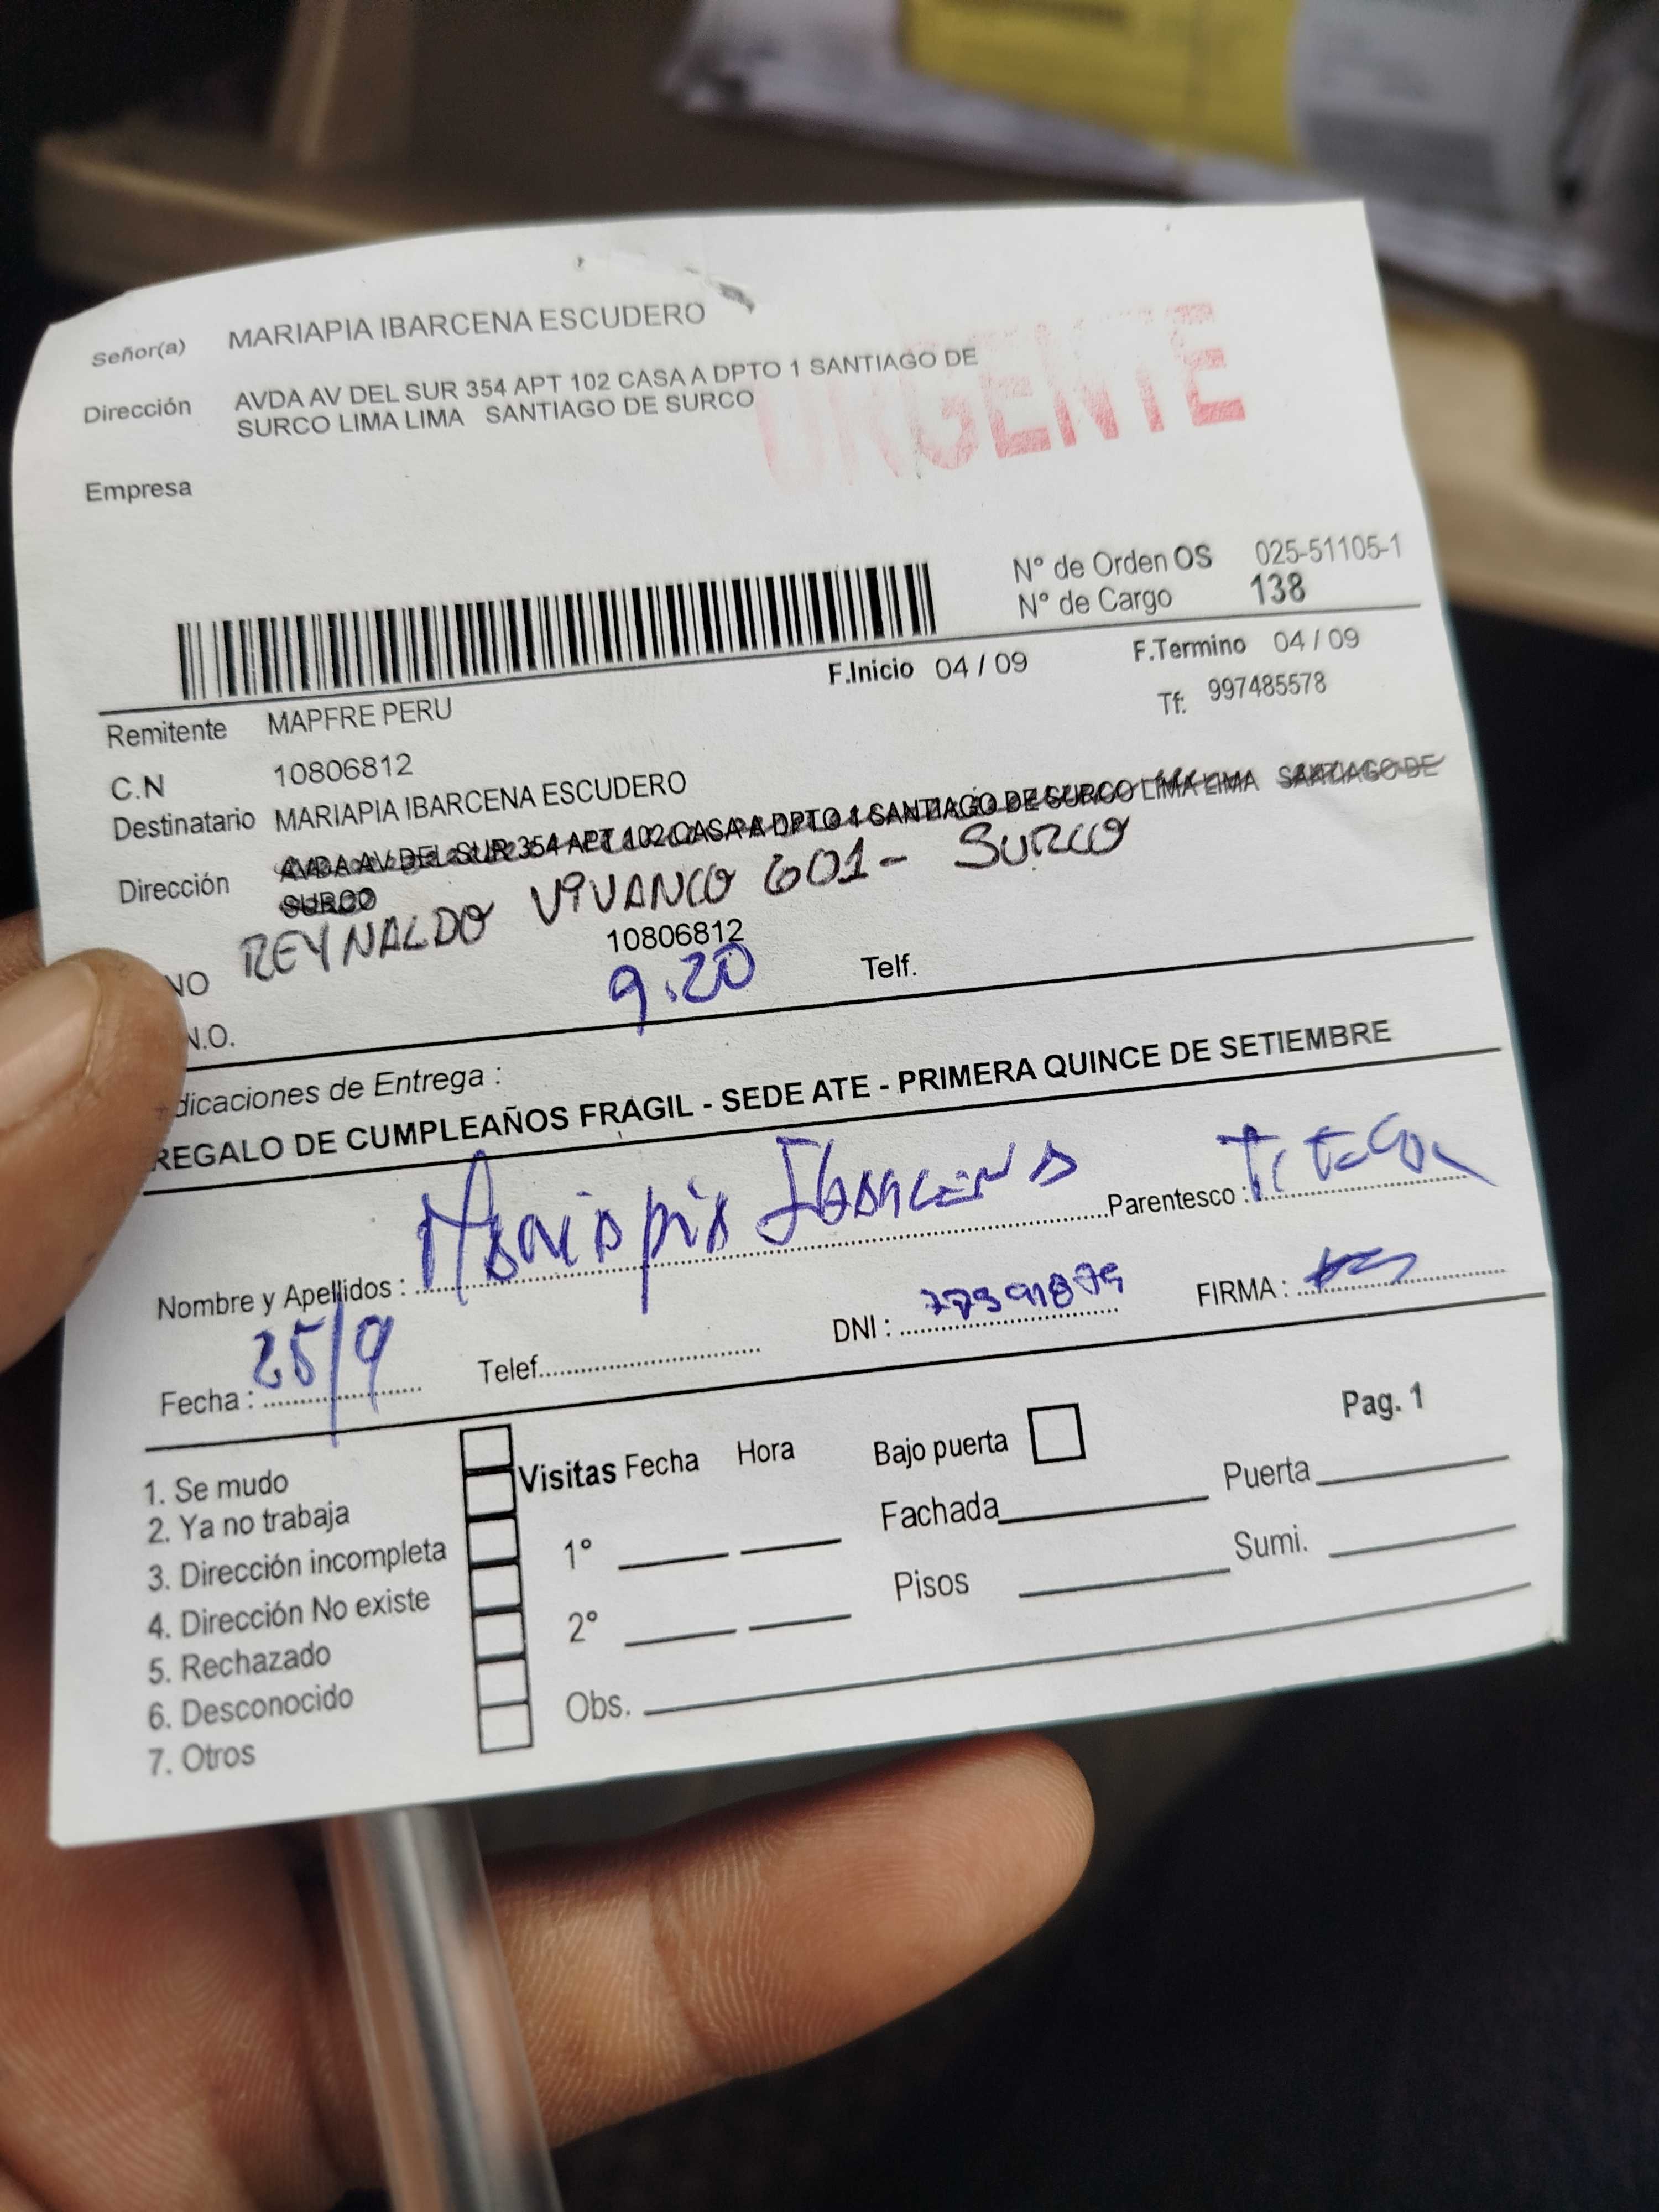 URGENTE
Señor(a) MARIAPIA IBARCENA ESCUDERO
Dirección AVDA AV DEL SUR 354 APT 102 CASA A DPTO 1 SANTIAGO DE
SURCO LIMA LIMA SANTIAGO DE SURCO
Empresa
N° de Orden OS 025-51105-1
N° de Cargo 138
F.Inicio 04 / 09 F.Termino 04 / 09
Remitente MAPFRE PERU Tf: 997485578
C.N 10806812
Destinatario MARIAPIA IBARCENA ESCUDERO
Dirección AVDA AV DEL SUR 354 APT 102 CASA A DPTO 1 SANTIAGO DE SURCO LIMA LIMA SANTIAGO DE
SURCO
REYNALDO VIVANCO 601- SURCO
NO 10806812
9:20 Telf.
N.O.
dicaciones de Entrega :
REGALO DE CUMPLEAÑOS FRAGIL - SEDE ATE - PRIMERA QUINCE DE SETIEMBRE
Nombre y Apellidos : Mariapia Ibarcena Parentesco : Titular
Fecha : 25/9 Telef. DNI : FIRMA :
Pag. 1
1. Se mudo
2. Ya no trabaja
3. Dirección incompleta
4. Dirección No existe
5. Rechazado
6. Desconocido
7. Otros
Visitas Fecha Hora
1°
2°
Obs.
Bajo puerta
Fachada Puerta
Pisos Sumi.